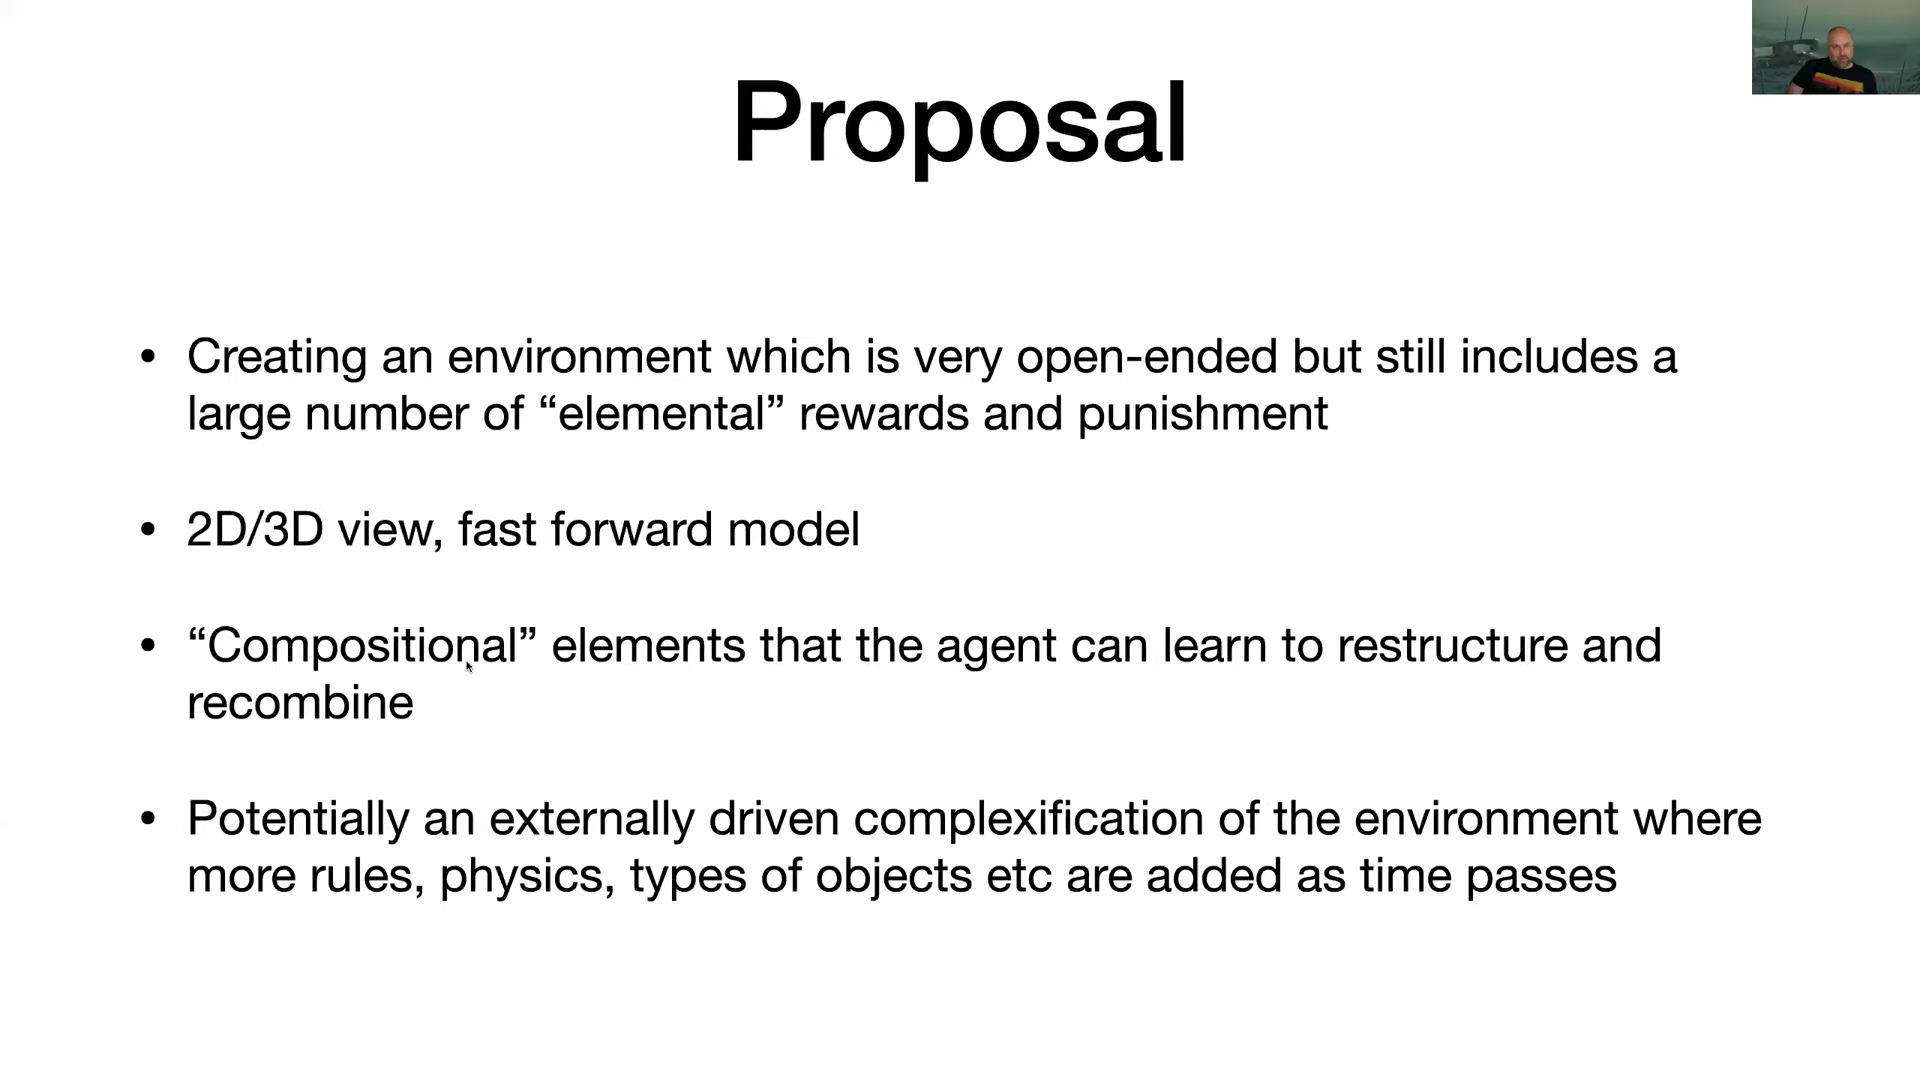 Proposal
• Creating an environment which is very open-ended but still includes a
large number of “elemental” rewards and punishment
• 2D/3D view, fast forward model
• “Compositional” elements that the agent can learn to restructure and
recombine
• Potentially an externally driven complexification of the environment where
more rules, physics, types of objects etc are added as time passes